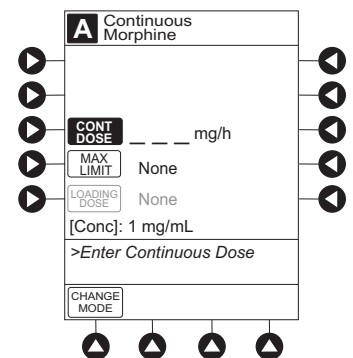 A Continuous
Morphine
CONT
DOSE _ _ _ mg/h
MAX
LIMIT None
LOADING
DOSE None
[Conc]: 1 mg/mL
>Enter Continuous Dose
CHANGE
MODE